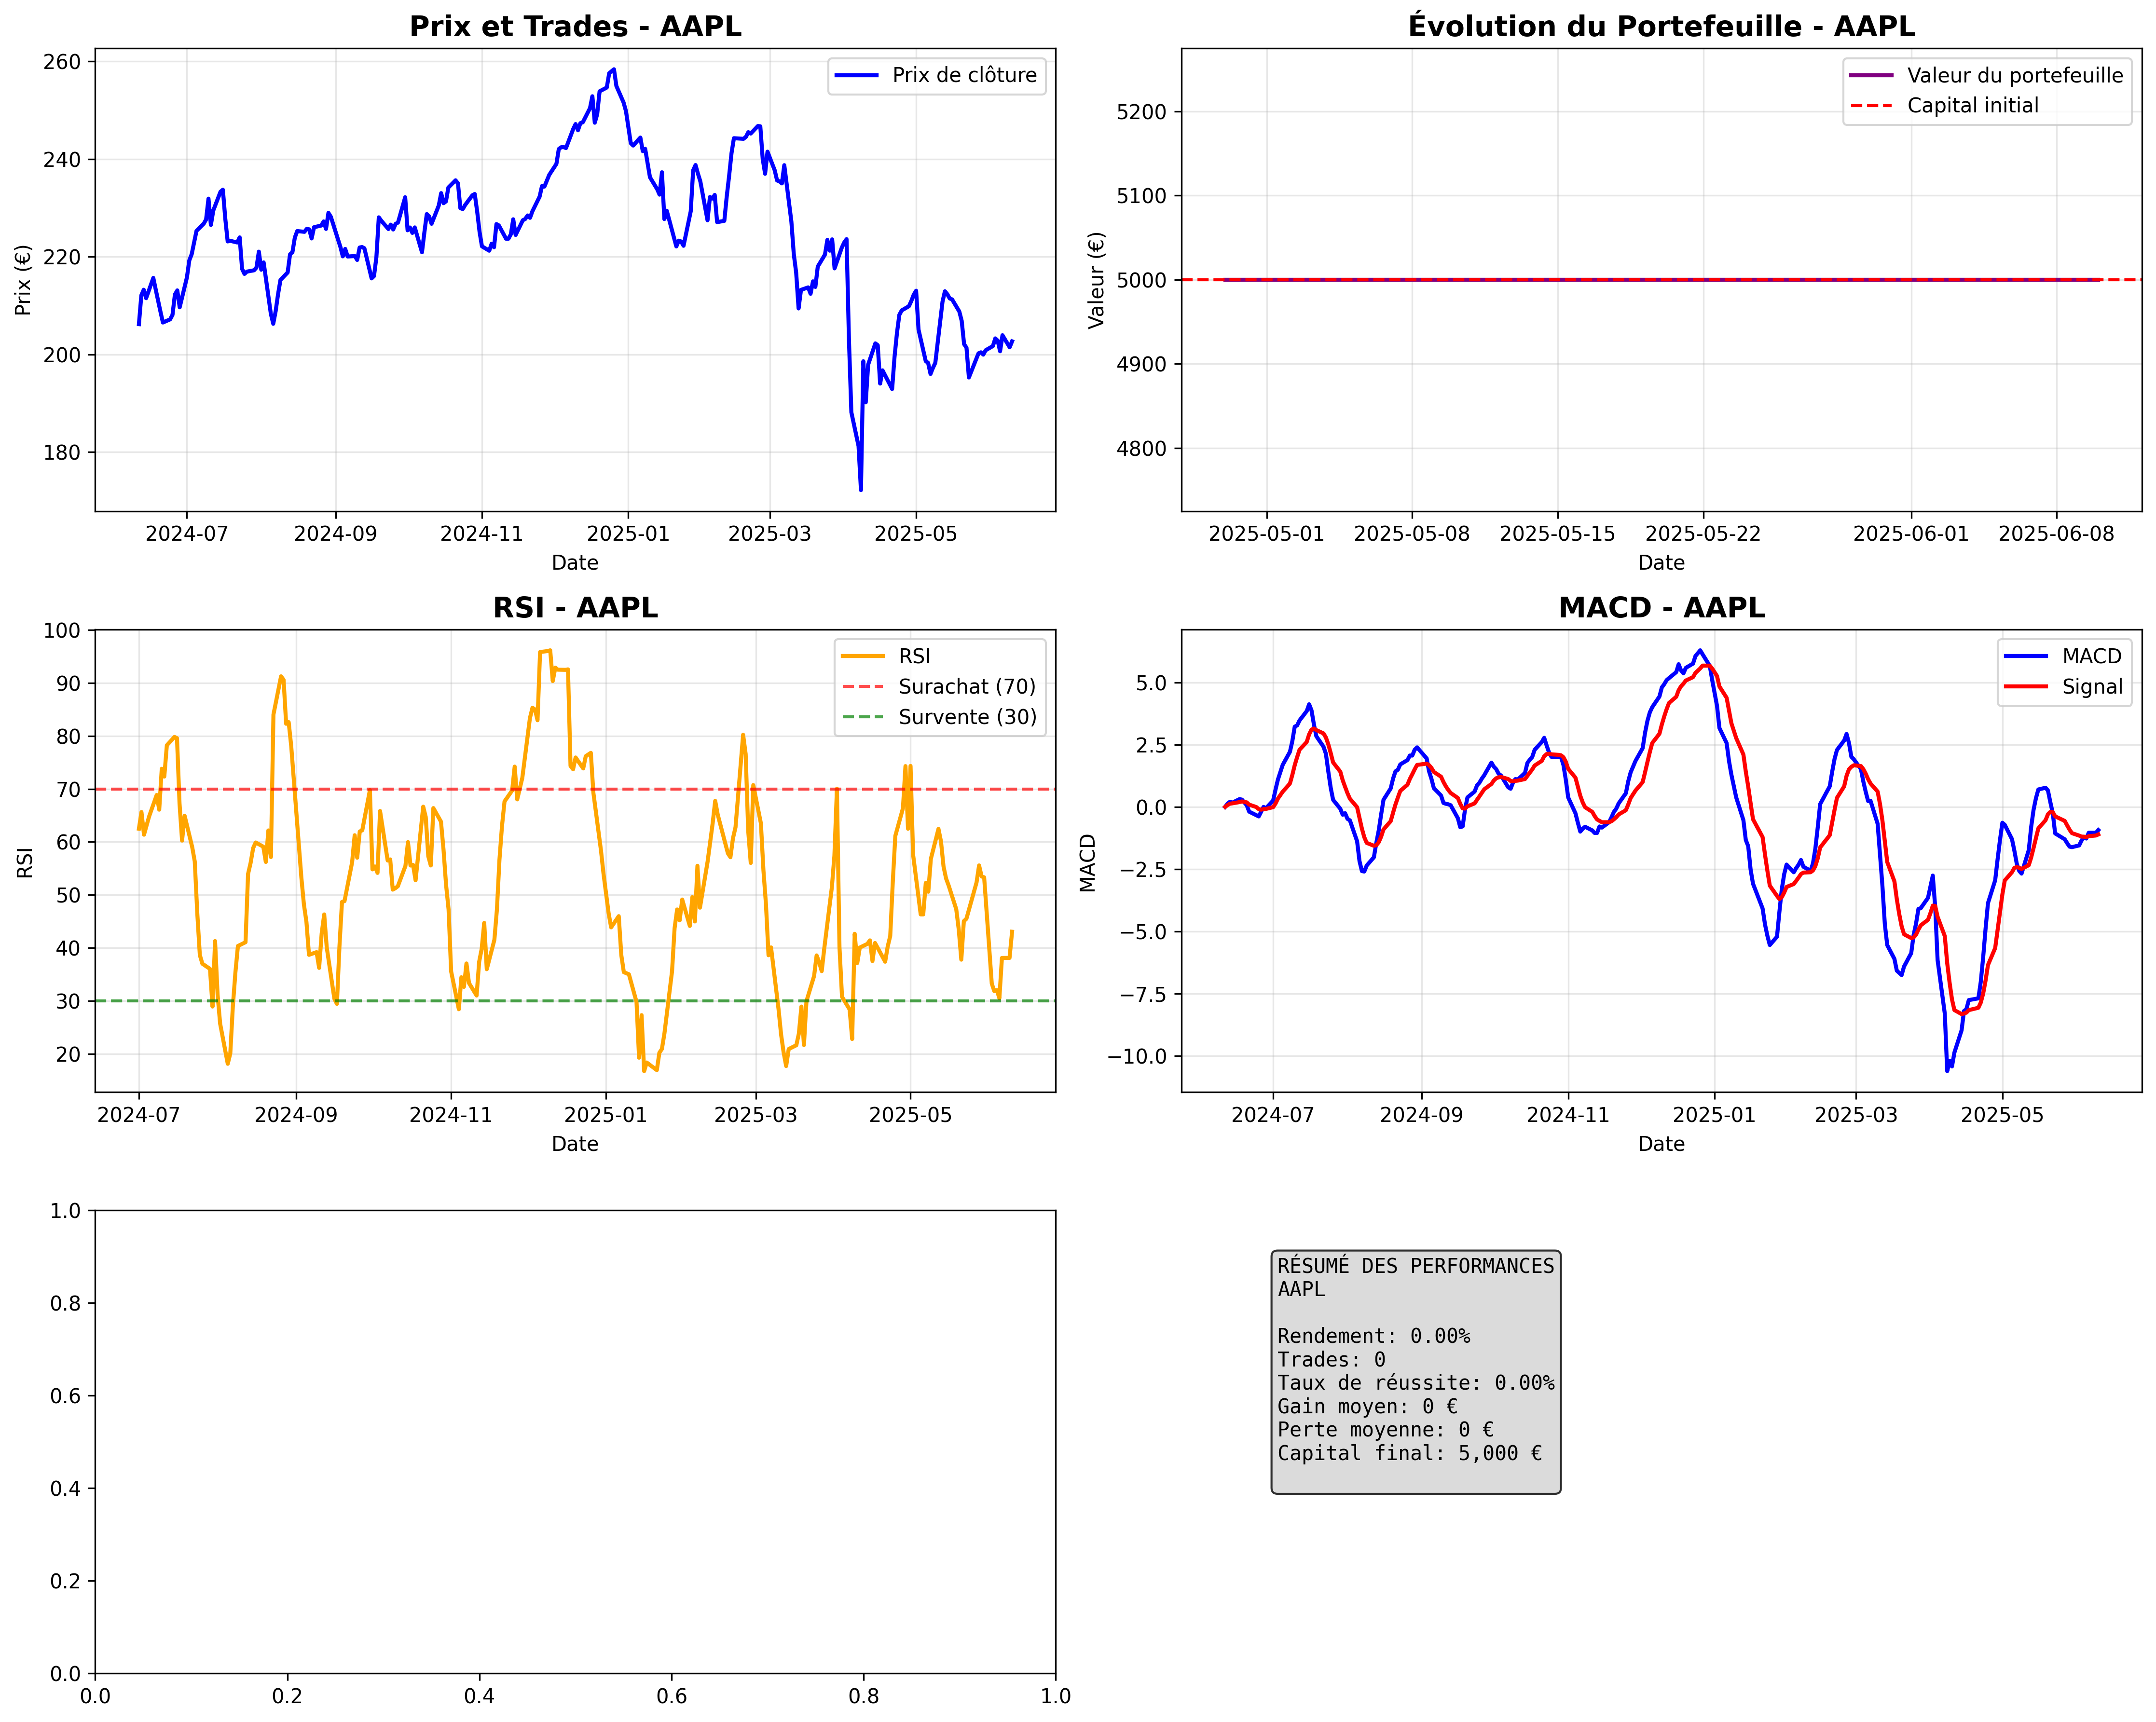 Prix et Trades - AAPL
Prix (€)
260
240
220
200
180
Prix de clôture
2024-07 2024-09 2024-11 2025-01 2025-03 2025-05
Date
Évolution du Portefeuille - AAPL
Valeur (€)
5200
5100
5000
4900
4800
Valeur du portefeuille
Capital initial
2025-05-01 2025-05-08 2025-05-15 2025-05-22 2025-06-01 2025-06-08
Date
RSI - AAPL
RSI
100
90
80
70
60
50
40
30
20
RSI
Surachat (70)
Survente (30)
2024-07 2024-09 2024-11 2025-01 2025-03 2025-05
Date
MACD - AAPL
MACD
5.0
2.5
0.0
−2.5
−5.0
−7.5
−10.0
MACD
Signal
2024-07 2024-09 2024-11 2025-01 2025-03 2025-05
Date
1.0
0.8
0.6
0.4
0.2
0.0
0.0 0.2 0.4 0.6 0.8 1.0
RÉSUMÉ DES PERFORMANCES
AAPL
Rendement: 0.00%
Trades: 0
Taux de réussite: 0.00%
Gain moyen: 0 €
Perte moyenne: 0 €
Capital final: 5,000 €